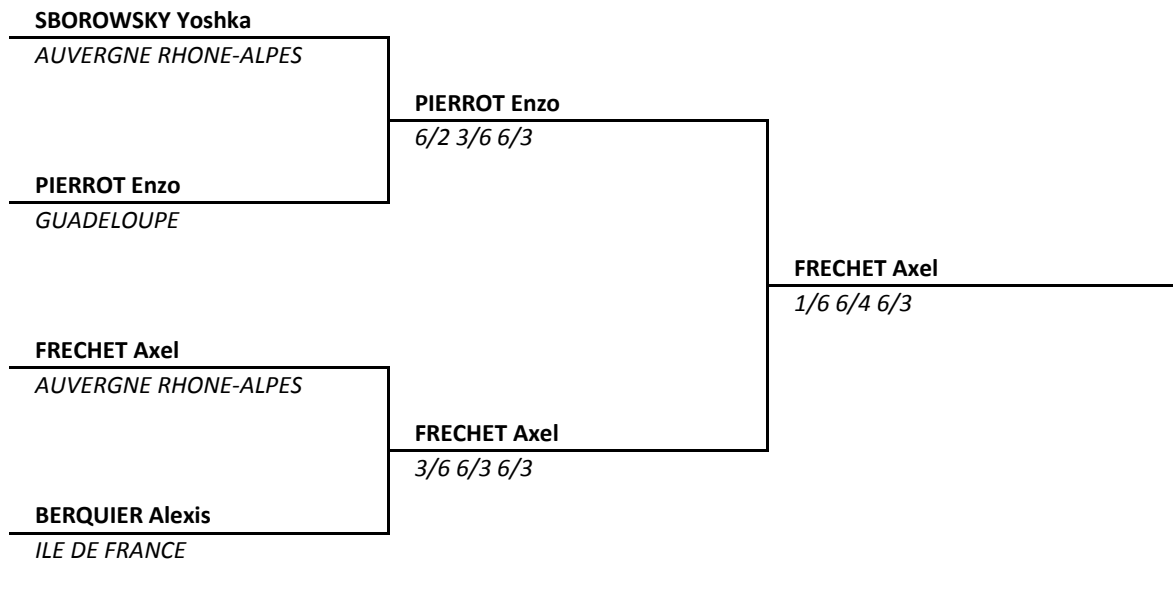 SBOROWSKY Yoshka
AUVERGNE RHONE-ALPES
PIERROT Enzo
6/2 3/6 6/3
PIERROT Enzo
GUADELOUPE
FRECHET Axel
1/6 6/4 6/3
FRECHET Axel
AUVERGNE RHONE-ALPES
FRECHET Axel
3/6 6/3 6/3
BERQUIER Alexis
ILE DE FRANCE